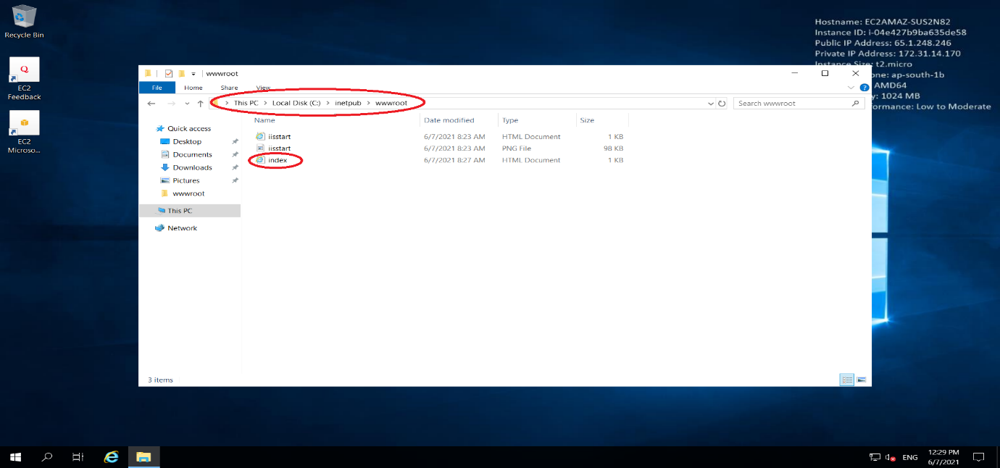 Recycle Bin
EC2
Feedback
EC2
Microso...
Hostname: EC2AMAZ-SUS2N82
Instance ID: i-04e427b9ba635de58
Public IP Address: 65.1.248.246
Private IP Address: 172.31.14.170
Instance Size: t2.micro
one: ap-south-1b
AMD64
y: 1024 MB
ormance: Low to Moderate
wwwroot
File Home Share View
This PC > Local Disk (C:) > inetpub > wwwroot
Search wwwroot
Name Date modified Type Size
iisstart 6/7/2021 8:23 AM HTML Document 1 KB
iisstart 6/7/2021 8:23 AM PNG File 98 KB
index 6/7/2021 8:27 AM HTML Document 1 KB
Quick access
Desktop
Documents
Downloads
Pictures
wwwroot
This PC
Network
3 items
ENG
12:29 PM
6/7/2021